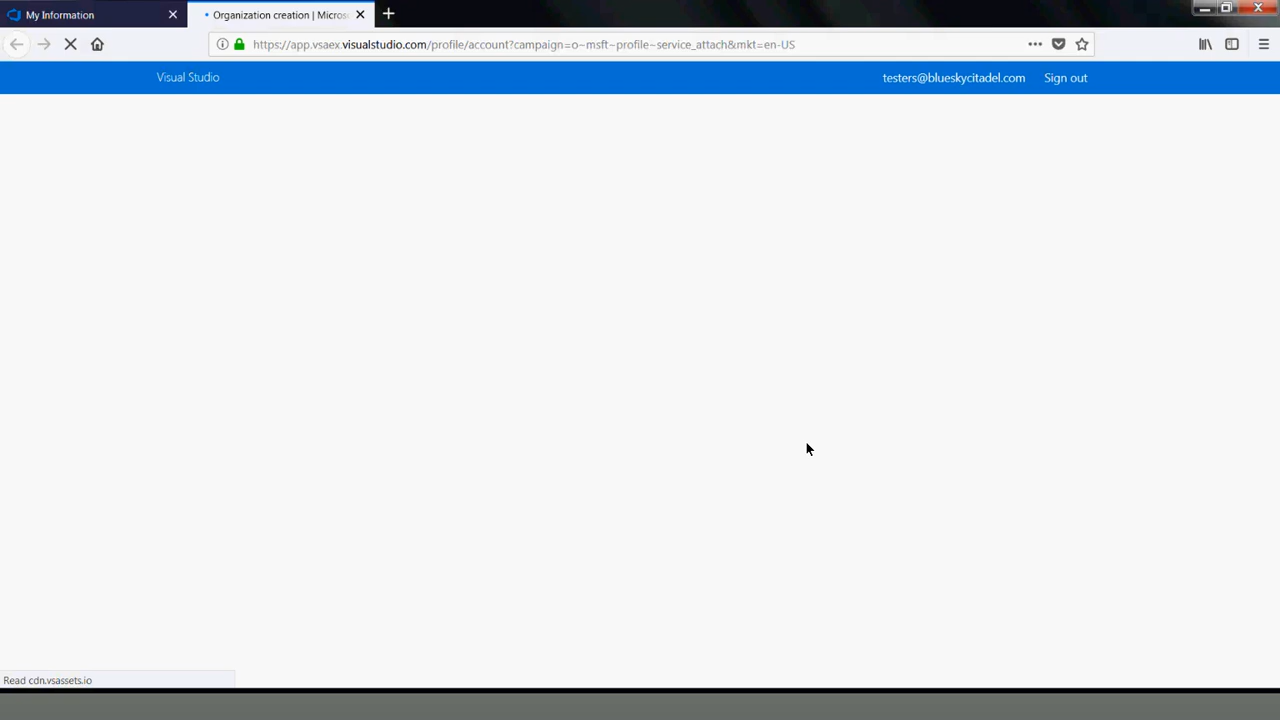 My Information
Organization creation | Micros
https://app.vsaex.visualstudio.com/profile/account?campaign=o~msft~profile~service_attach&mkt=en-US
Visual Studio
testers@blueskycitadel.com
Sign out
Read cdn.vsassets.io